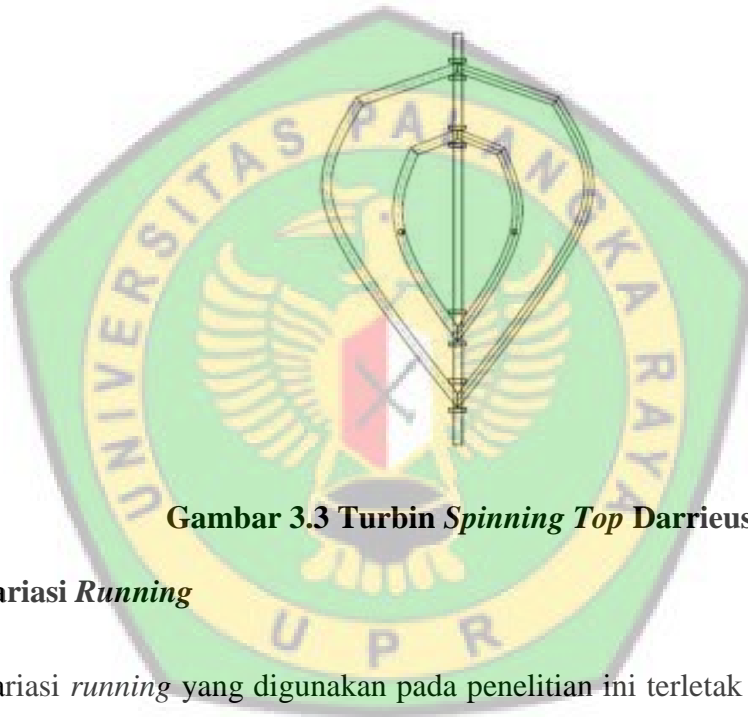 UNIVERSITAS PALANGKA RAYA
UPR
Gambar 3.3 Turbin Spinning Top Darrieus
ariasi Running
ariasi running yang digunakan pada penelitian ini terletak